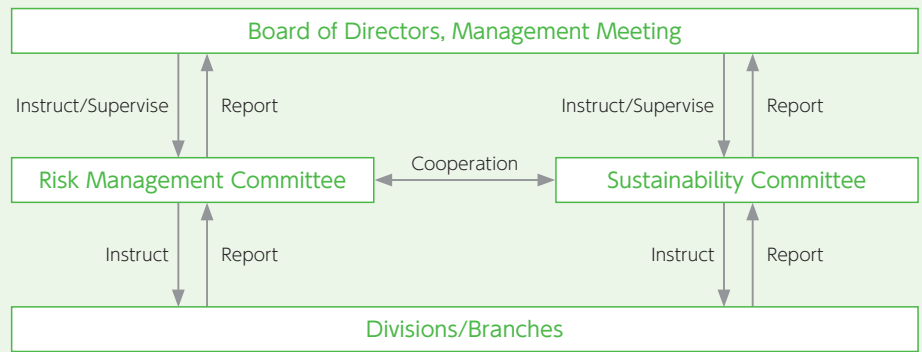 Board of Directors, Management Meeting
Instruct/Supervise
Report
Instruct/Supervise
Report
Risk Management Committee
Cooperation
Sustainability Committee
Instruct
Report
Instruct
Report
Divisions/Branches